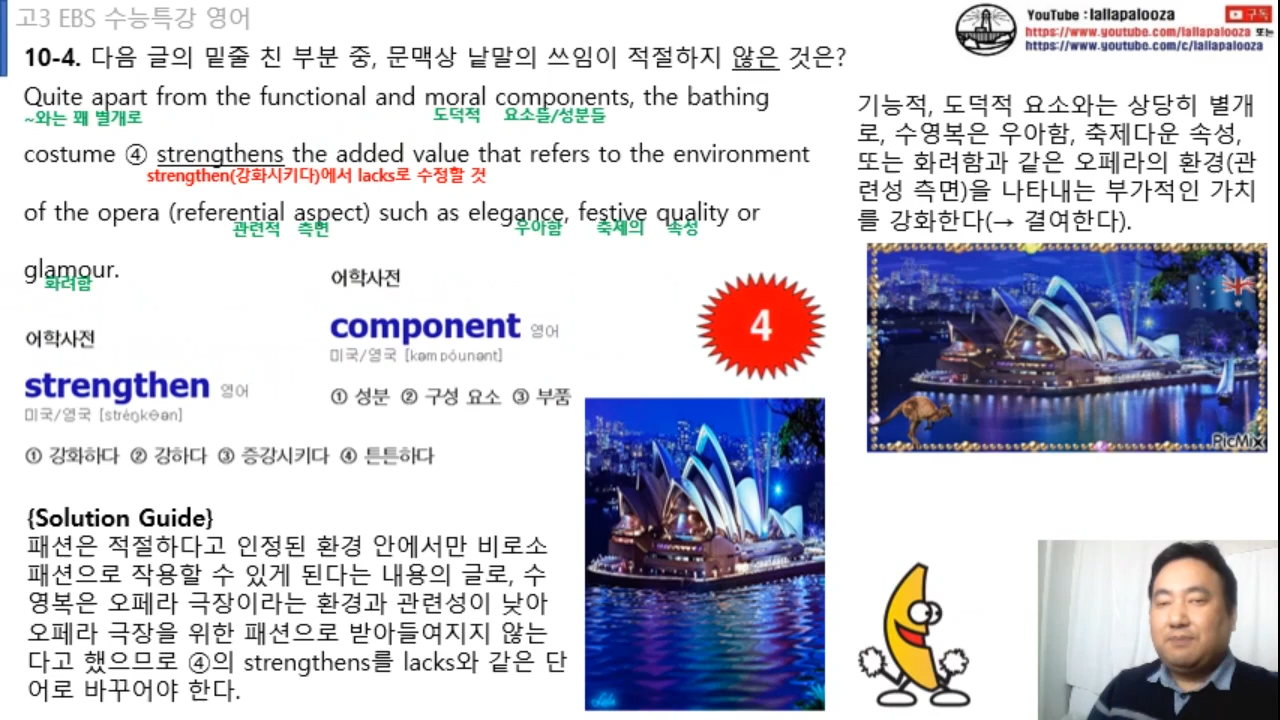 고3 EBS 수능특강 영어
YouTube : lallapalooza
구독
https://www.youtube.com/lallapalooza 또는
https://www.youtube.com/c/lallapalooza
10-4. 다음 글의 밑줄 친 부분 중, 문맥상 낱말의 쓰임이 적절하지 않은 것은?
Quite apart from the functional and moral components, the bathing
~와는 꽤 별개로 도덕적 요소들/성분들
costume ④ strengthens the added value that refers to the environment
strengthen(강화시키다)에서 lacks로 수정할 것
of the opera (referential aspect) such as elegance, festive quality or
관련적 측면 우아함 축제의 속성
glamour.
화려함
기능적, 도덕적 요소와는 상당히 별개
로, 수영복은 우아함, 축제다운 속성,
또는 화려함과 같은 오페라의 환경(관
련성 측면)을 나타내는 부가적인 가치
를 강화한다(→ 결여한다).
어학사전
component 영어
미국/영국 [kəmpóunənt]
① 성분 ② 구성 요소 ③ 부품
4
어학사전
strengthen 영어
미국/영국 [stréŋkθən]
① 강화하다 ② 강하다 ③ 증강시키다 ④ 튼튼하다
PicMix
{Solution Guide}
패션은 적절하다고 인정된 환경 안에서만 비로소
패션으로 작용할 수 있게 된다는 내용의 글로, 수
영복은 오페라 극장이라는 환경과 관련성이 낮아
오페라 극장을 위한 패션으로 받아들여지지 않는
다고 했으므로 ④의 strengthens를 lacks와 같은 단
어로 바꾸어야 한다.